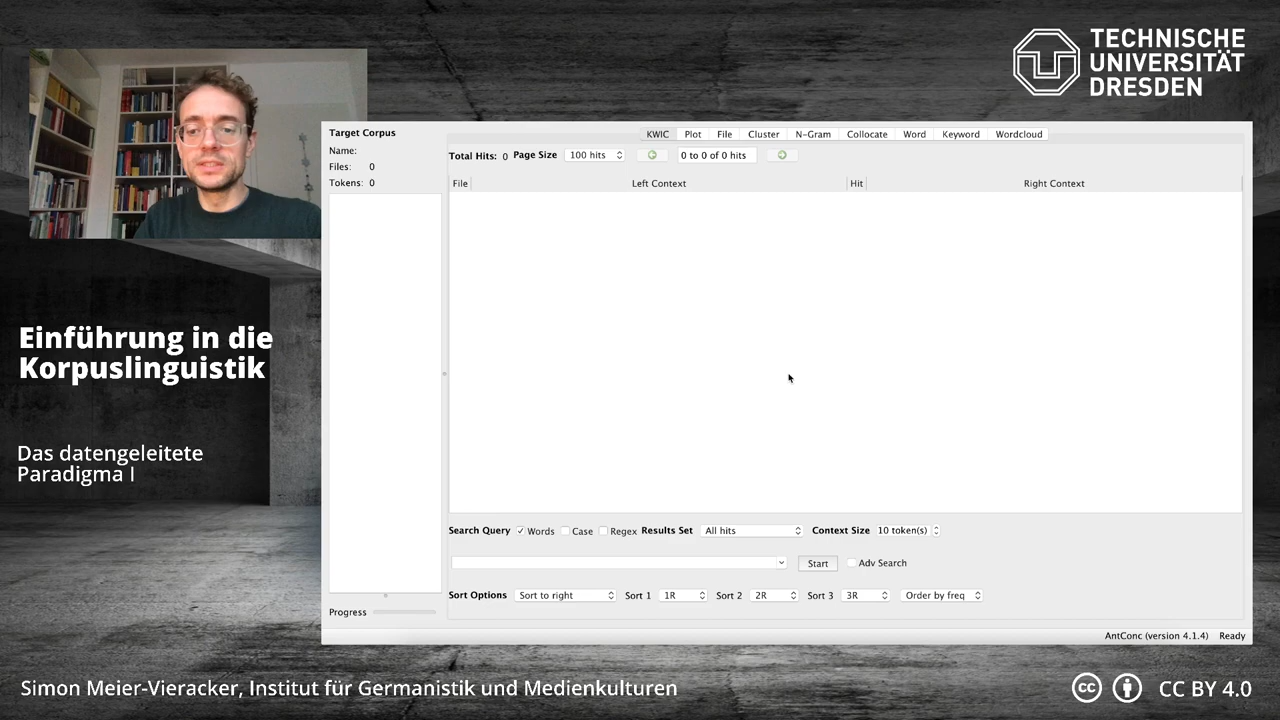 TECHNISCHE
UNIVERSITÄT
DRESDEN
Target Corpus
Name:
Files: 0
Tokens: 0
KWIC Plot File Cluster N-Gram Collocate Word Keyword Wordcloud
Total Hits: 0 Page Size 100 hits 0 to 0 of 0 hits
File Left Context Hit Right Context
Einführung in die
Korpuslinguistik
Das datengeleitete
Paradigma I
Search Query Words Case Regex Results Set All hits Context Size 10 token(s)
Start Adv Search
Sort Options Sort to right Sort 1 1R Sort 2 2R Sort 3 3R Order by freq
Progress
AntConc (version 4.1.4) Ready
Simon Meier-Vieracker, Institut für Germanistik und Medienkulturen
cc CC BY 4.0